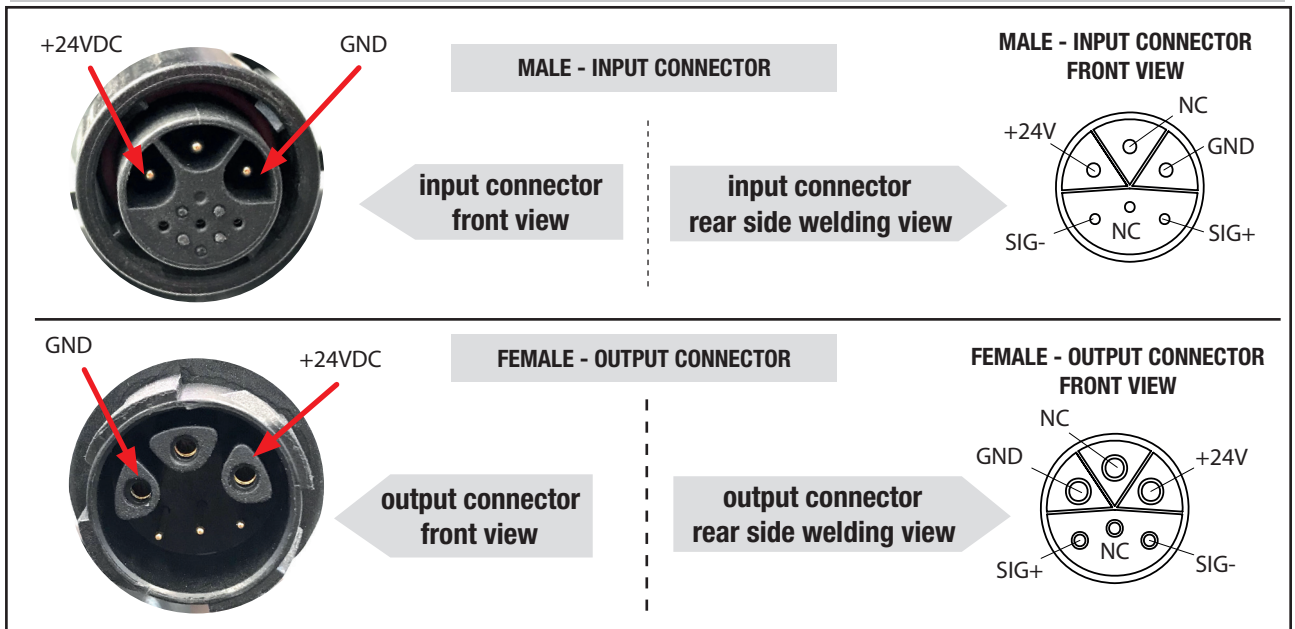 +24VDC
GND
MALE - INPUT CONNECTOR
MALE - INPUT CONNECTOR
FRONT VIEW
NC
+24V
GND
input connector
front view
input connector
rear side welding view
SIG-
NC
SIG+
GND
+24VDC
FEMALE - OUTPUT CONNECTOR
FEMALE - OUTPUT CONNECTOR
FRONT VIEW
NC
GND
+24V
output connector
front view
output connector
rear side welding view
SIG+
NC
SIG-